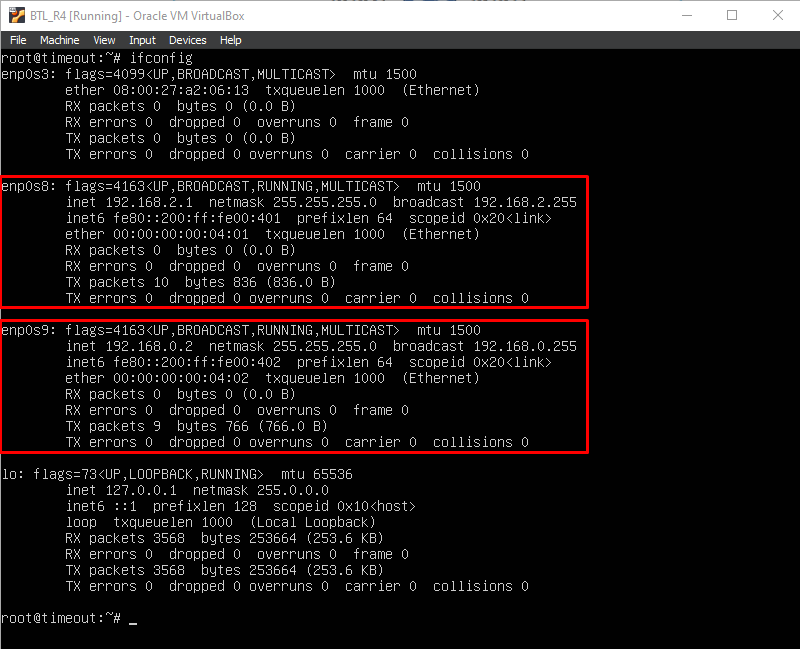 BTL_R4 [Running] - Oracle VM VirtualBox
File Machine View Input Devices Help
root@timeout:~# ifconfig
enp0s3: flags=4099<UP,BROADCAST,MULTICAST>  mtu 1500
        ether 08:00:27:a2:06:13  txqueuelen 1000  (Ethernet)
        RX packets 0  bytes 0 (0.0 B)
        RX errors 0  dropped 0  overruns 0  frame 0
        TX packets 0  bytes 0 (0.0 B)
        TX errors 0  dropped 0 overruns 0  carrier 0  collisions 0
enp0s8: flags=4163<UP,BROADCAST,RUNNING,MULTICAST>  mtu 1500
        inet 192.168.2.1  netmask 255.255.255.0  broadcast 192.168.2.255
        inet6 fe80::200:ff:fe00:401  prefixlen 64  scopeid 0x20<link>
        ether 00:00:00:00:04:01  txqueuelen 1000  (Ethernet)
        RX packets 0  bytes 0 (0.0 B)
        RX errors 0  dropped 0  overruns 0  frame 0
        TX packets 10  bytes 836 (836.0 B)
        TX errors 0  dropped 0 overruns 0  carrier 0  collisions 0
enp0s9: flags=4163<UP,BROADCAST,RUNNING,MULTICAST>  mtu 1500
        inet 192.168.0.2  netmask 255.255.255.0  broadcast 192.168.0.255
        inet6 fe80::200:ff:fe00:402  prefixlen 64  scopeid 0x20<link>
        ether 00:00:00:00:04:02  txqueuelen 1000  (Ethernet)
        RX packets 0  bytes 0 (0.0 B)
        RX errors 0  dropped 0  overruns 0  frame 0
        TX packets 9  bytes 766 (766.0 B)
        TX errors 0  dropped 0 overruns 0  carrier 0  collisions 0
lo: flags=73<UP,LOOPBACK,RUNNING>  mtu 65536
        inet 127.0.0.1  netmask 255.0.0.0
        inet6 ::1  prefixlen 128  scopeid 0x10<host>
        loop  txqueuelen 1000  (Local Loopback)
        RX packets 3568  bytes 253664 (253.6 KB)
        RX errors 0  dropped 0  overruns 0  frame 0
        TX packets 3568  bytes 253664 (253.6 KB)
        TX errors 0  dropped 0 overruns 0  carrier 0  collisions 0
root@timeout:~# _